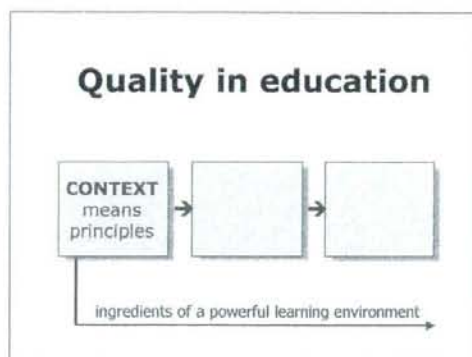 Quality in education
CONTEXT
means
principles
ingredients of a powerful learning environment